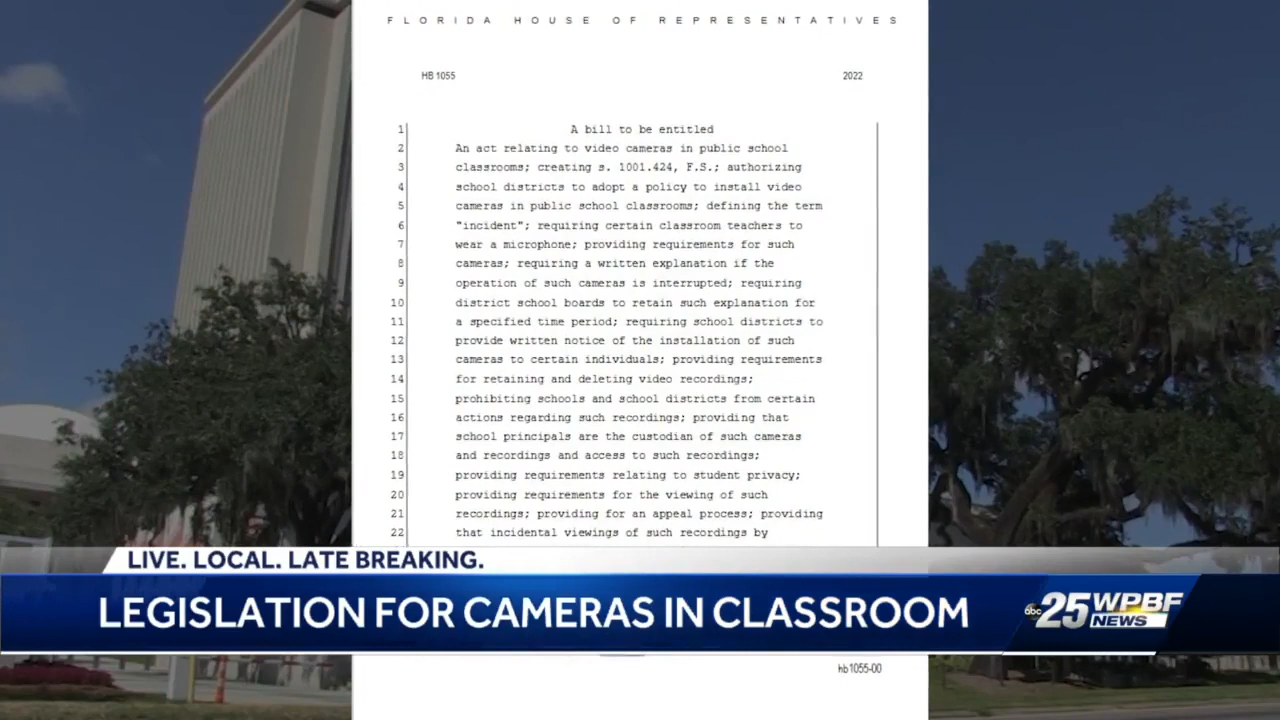 FLORIDA HOUSE OF REPRESENTATIVES
HB 1055 2022
1 A bill to be entitled
2 An act relating to video cameras in public school
3 classrooms; creating s. 1001.424, F.S.; authorizing
4 school districts to adopt a policy to install video
5 cameras in public school classrooms; defining the term
6 "incident"; requiring certain classroom teachers to
7 wear a microphone; providing requirements for such
8 cameras; requiring a written explanation if the
9 operation of such cameras is interrupted; requiring
10 district school boards to retain such explanation for
11 a specified time period; requiring school districts to
12 provide written notice of the installation of such
13 cameras to certain individuals; providing requirements
14 for retaining and deleting video recordings;
15 prohibiting schools and school districts from certain
16 actions regarding such recordings; providing that
17 school principals are the custodian of such cameras
18 and recordings and access to such recordings;
19 providing requirements relating to student privacy;
20 providing requirements for the viewing of such
21 recordings; providing for an appeal process; providing
22 that incidental viewings of such recordings by
LIVE. LOCAL. LATE BREAKING.
LEGISLATION FOR CAMERAS IN CLASSROOM
abc 25 WPBF NEWS
hb1055-00